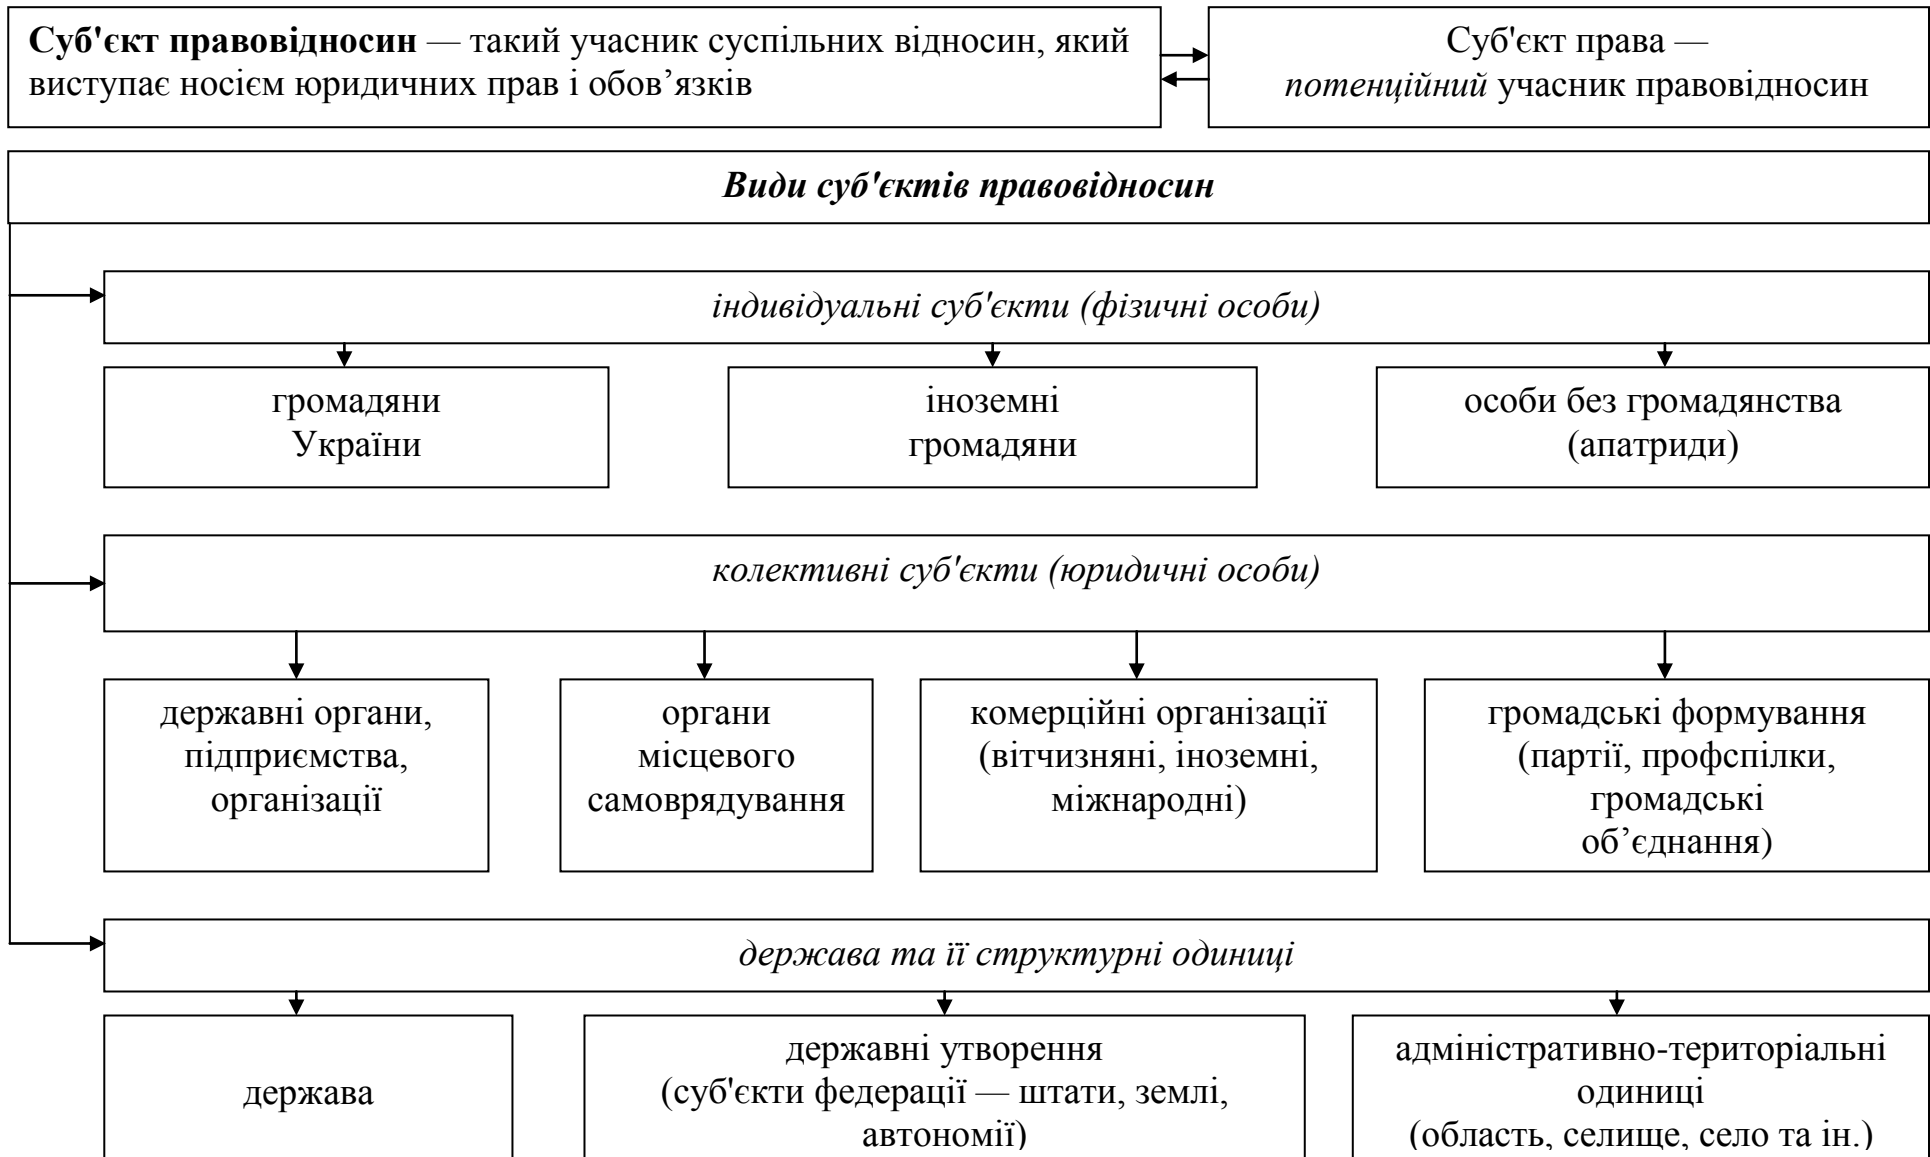 Суб'єкт правовідносин — такий учасник суспільних відносин, який
виступає носієм юридичних прав і обов’язків
Суб'єкт права —
потенційний учасник правовідносин
Види суб'єктів правовідносин
індивідуальні суб'єкти (фізичні особи)
громадяни
України
іноземні
громадяни
особи без громадянства
(апатриди)
колективні суб'єкти (юридичні особи)
державні органи,
підприємства,
організації
органи
місцевого
самоврядування
комерційні організації
(вітчизняні, іноземні,
міжнародні)
громадські формування
(партії, профспілки,
громадські
об’єднання)
держава та її структурні одиниці
держава
державні утворення
(суб'єкти федерації — штати, землі,
автономії)
адміністративно-територіальні
одиниці
(область, селище, село та ін.)